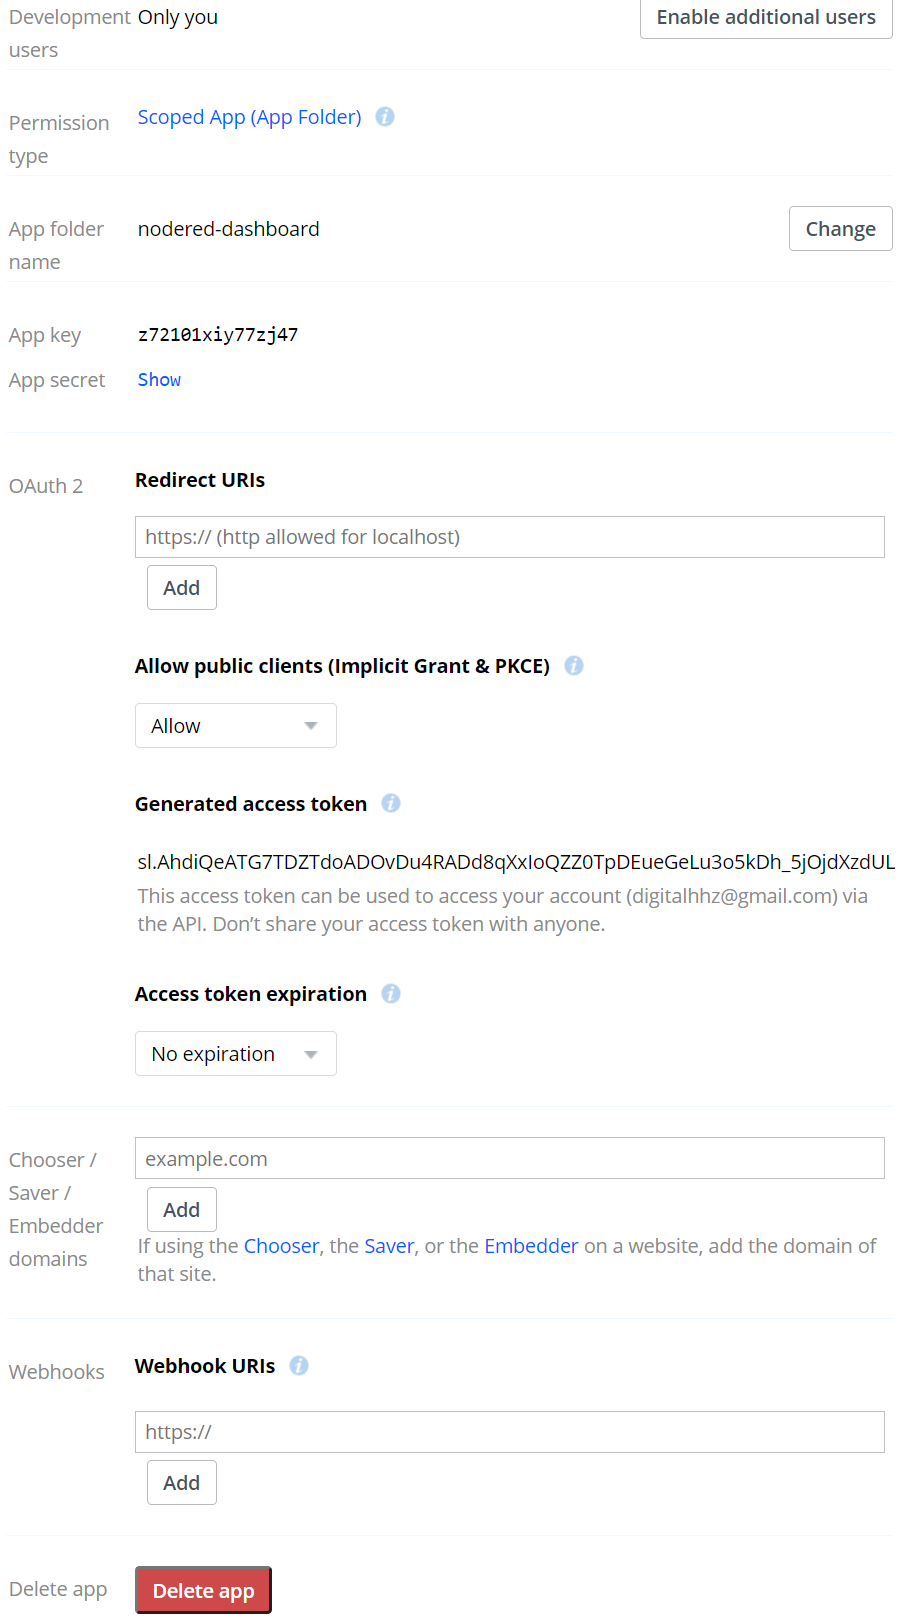 Development users
Only you
Enable additional users
Permission type
Scoped App (App Folder)
App folder name
nodered-dashboard
Change
App key
z72101xiy77zj47
App secret
Show
OAuth 2
Redirect URIs
https:// (http allowed for localhost)
Add
Allow public clients (Implicit Grant & PKCE)
Allow
Generated access token
sl.AhdiQeATG7TDZTdoADOvDu4RADd8qXxIoQZZ0TpDEueGeLu3o5kDh_5jOjdXzdUL
This access token can be used to access your account (digitalhhz@gmail.com) via
the API. Don’t share your access token with anyone.
Access token expiration
No expiration
Chooser /
Saver /
Embedder
domains
example.com
Add
If using the Chooser, the Saver, or the Embedder on a website, add the domain of
that site.
Webhooks
Webhook URIs
https://
Add
Delete app
Delete app